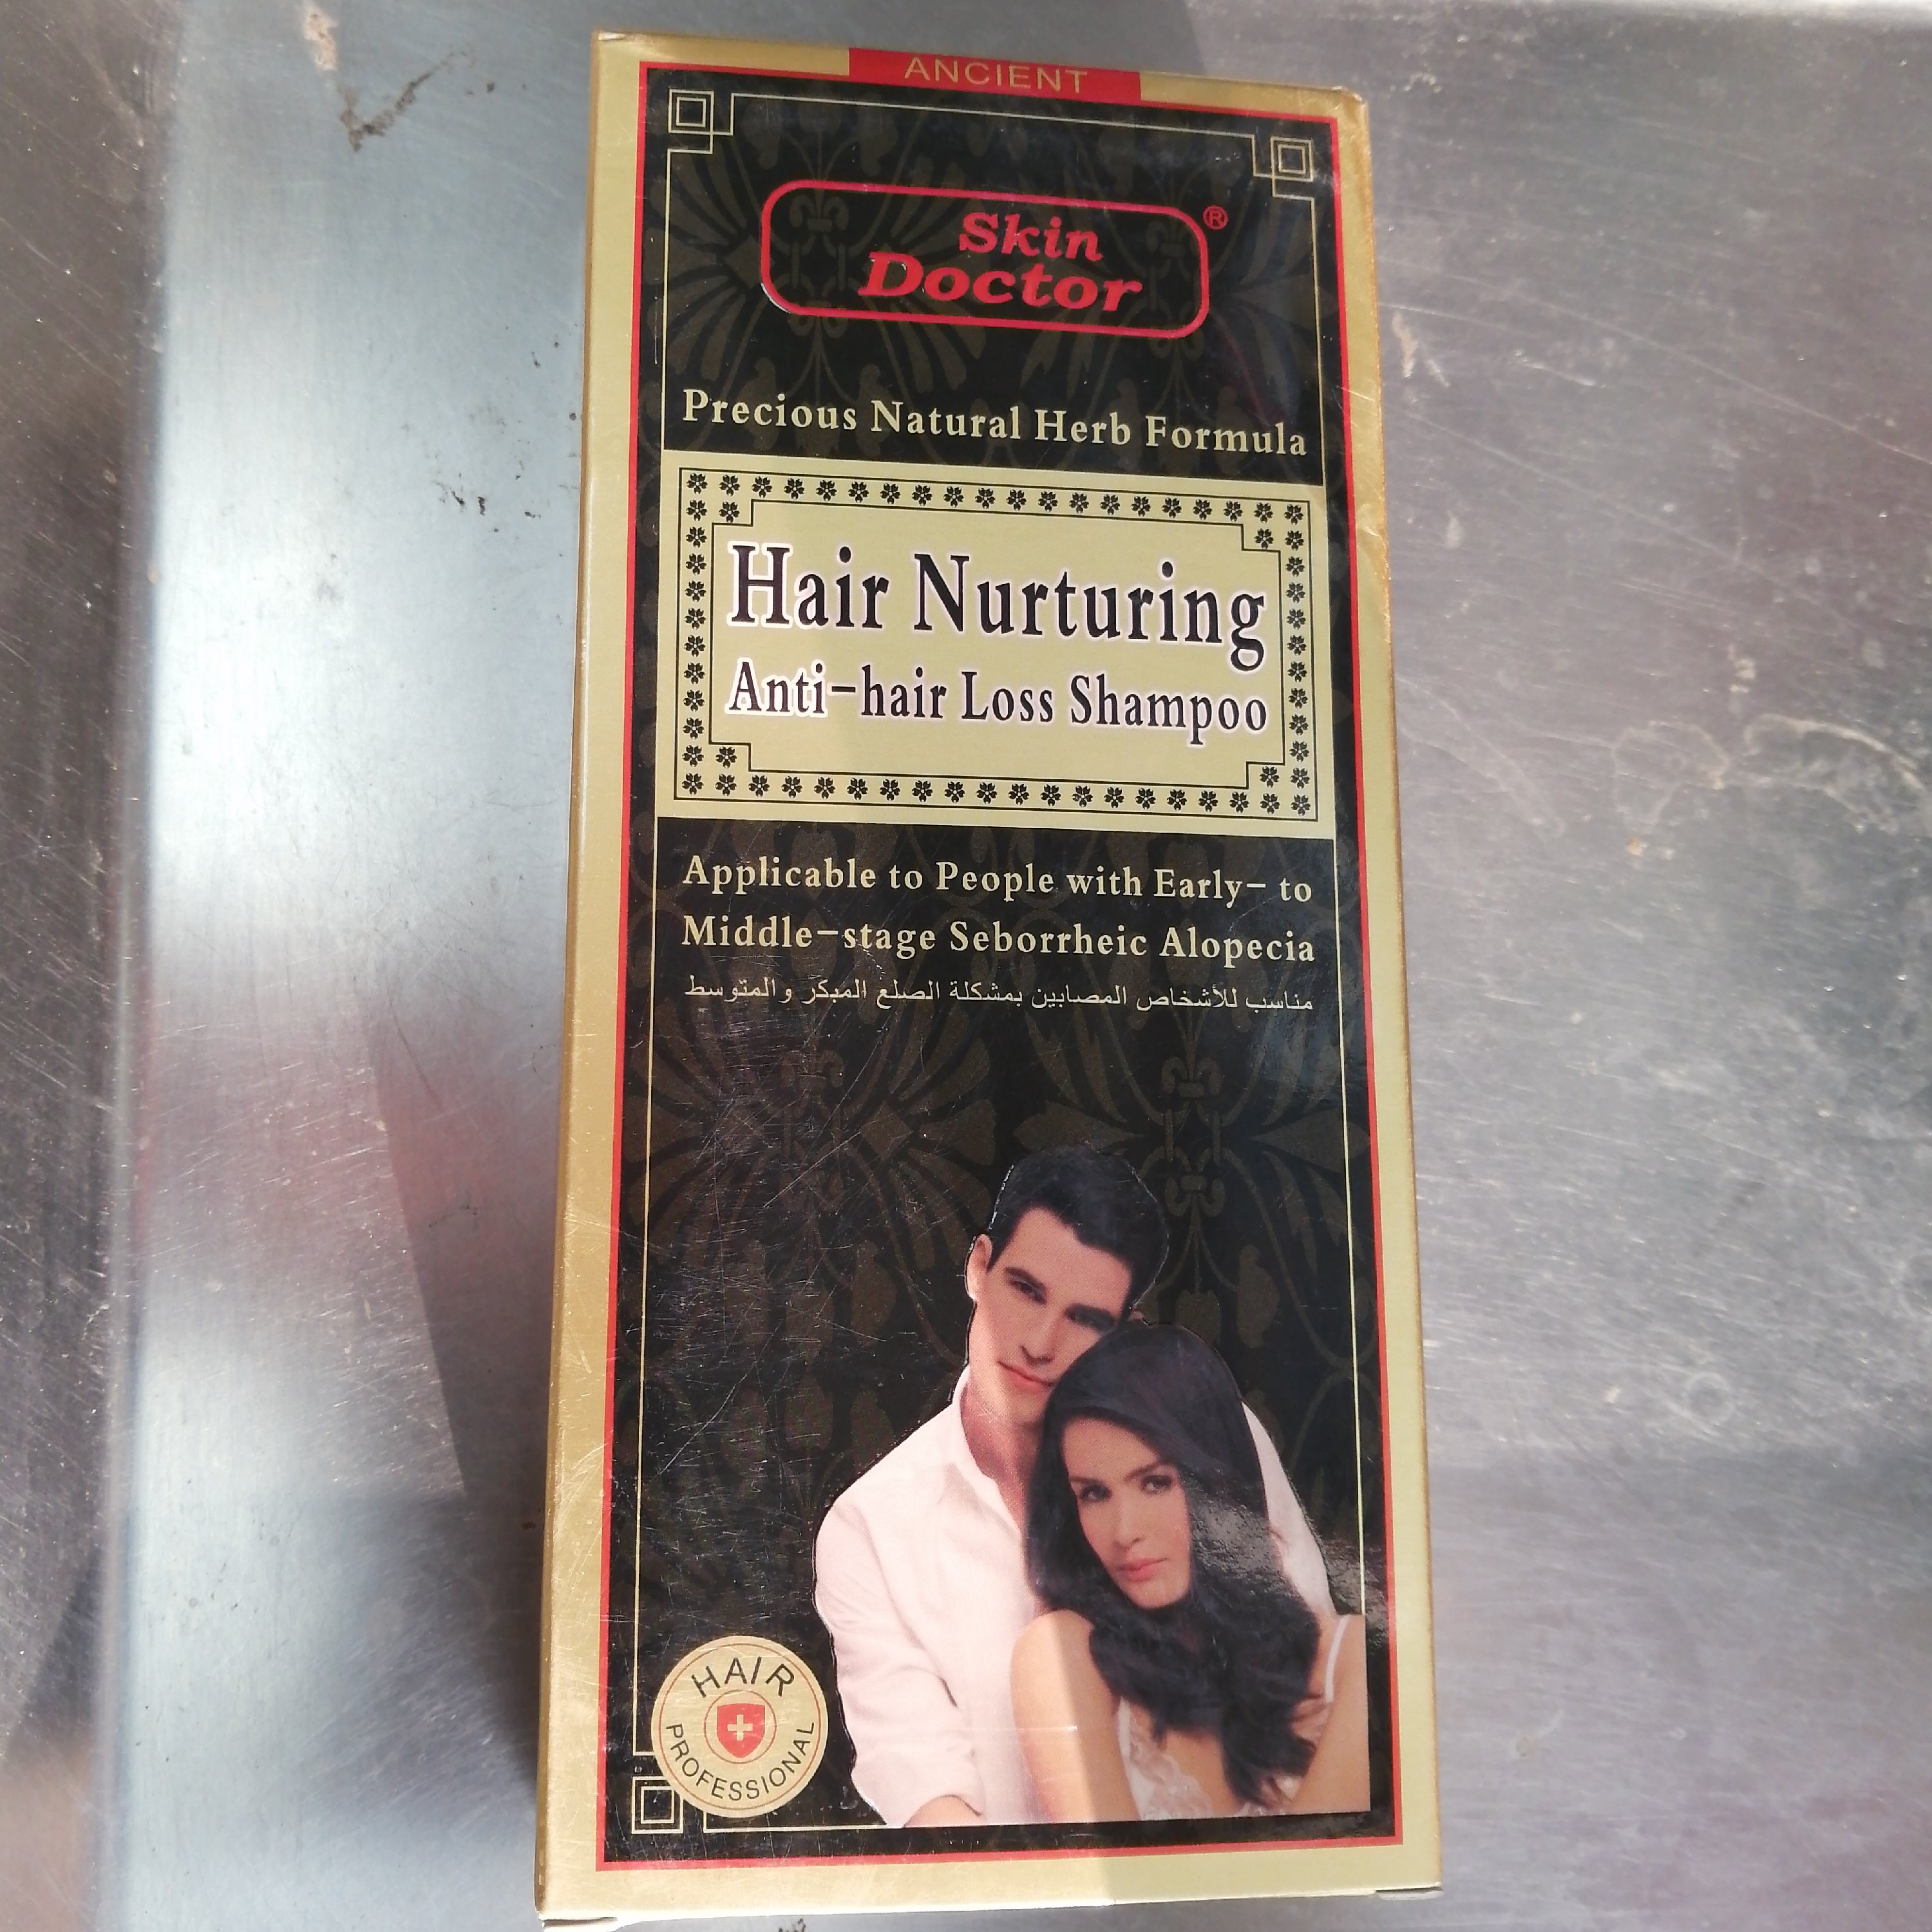 ANCIENT
Skin
Doctor®
Precious Natural Herb Formula
Hair Nurturing
Anti-hair Loss Shampoo
Applicable to People with Early- to
Middle-stage Seborrheic Alopecia
مناسب للأشخاص المصابين بمشكلة الصلع المبكر والمتوسط
HAIR
PROFESSIONAL